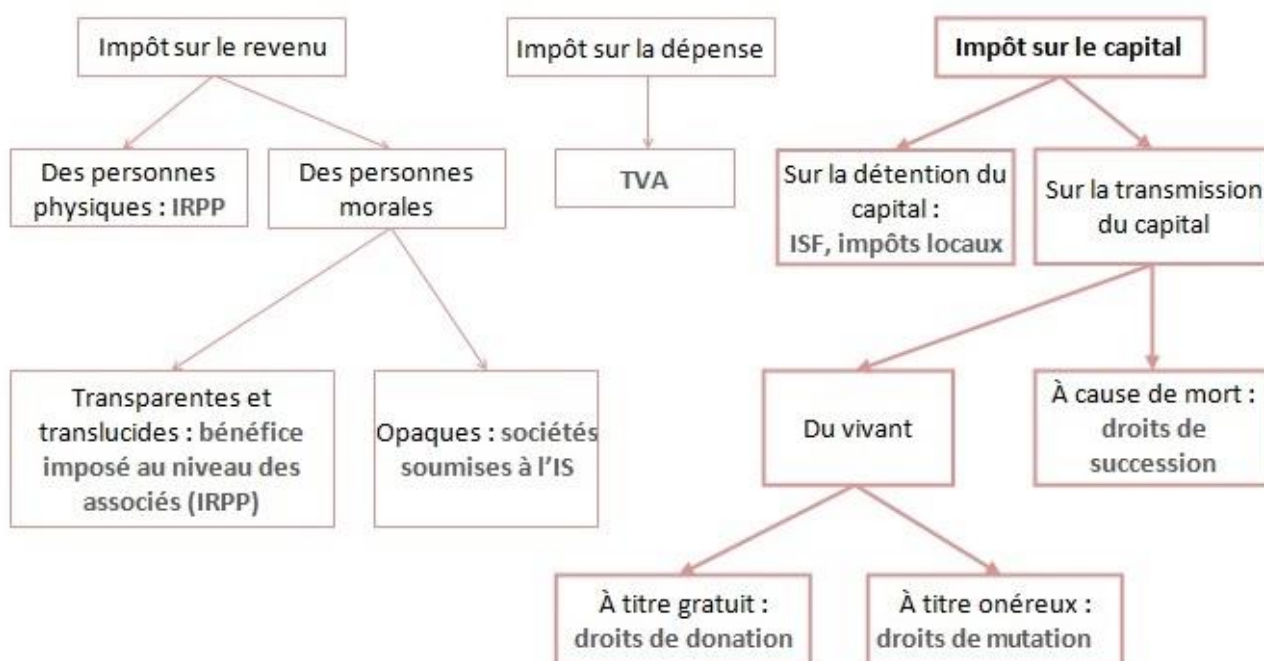 Impôt sur le revenu
Impôt sur la dépense
Impôt sur le capital
Des personnes
physiques : IRPP
Des personnes
morales
TVA
Sur la détention du
capital :
ISF, impôts locaux
Sur la transmission
du capital
Transparentes et
translucides : bénéfice
imposé au niveau des
associés (IRPP)
Opaques : sociétés
soumises à l’IS
Du vivant
À cause de mort :
droits de
succession
À titre gratuit :
droits de donation
À titre onéreux :
droits de mutation